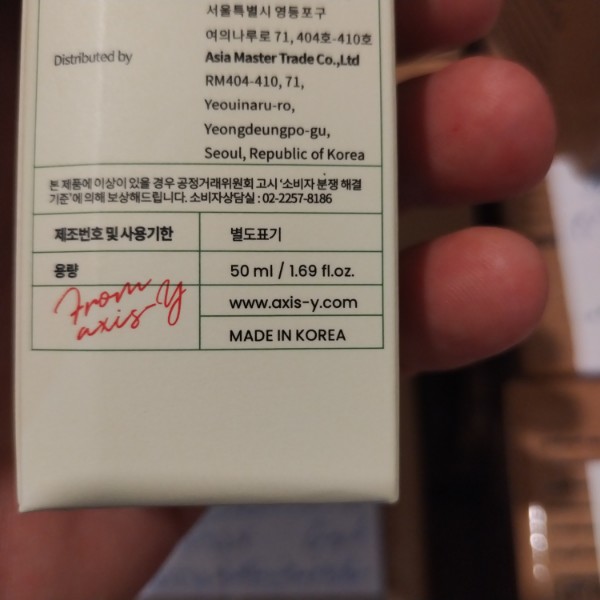 서울특별시 영등포구
여의나루로 71, 404호-410호
Distributed by
Asia Master Trade Co.,Ltd
RM404-410, 71,
Yeouinaru-ro,
Yeongdeungpo-gu,
Seoul, Republic of Korea
본 제품에 이상이 있을 경우 공정거래위원회 고시 '소비자 분쟁 해결
기준'에 의해 보상해드립니다. 소비자상담실 : 02-2257-8186
제조번호 및 사용기한
별도표기
용량
50 ml / 1.69 fl.oz.
From
axis-Y
www.axis-y.com
MADE IN KOREA